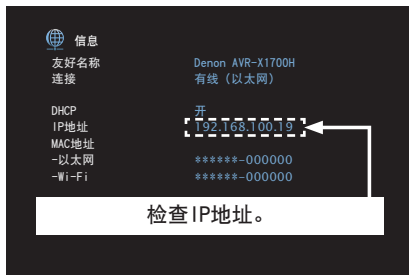 信息
友好名称 Denon AVR-X1700H
连接 有线（以太网）
DHCP 开
IP地址 192.168.100.19
MAC地址
-以太网 ******-000000
-Wi-Fi ******-000000
检查IP地址。